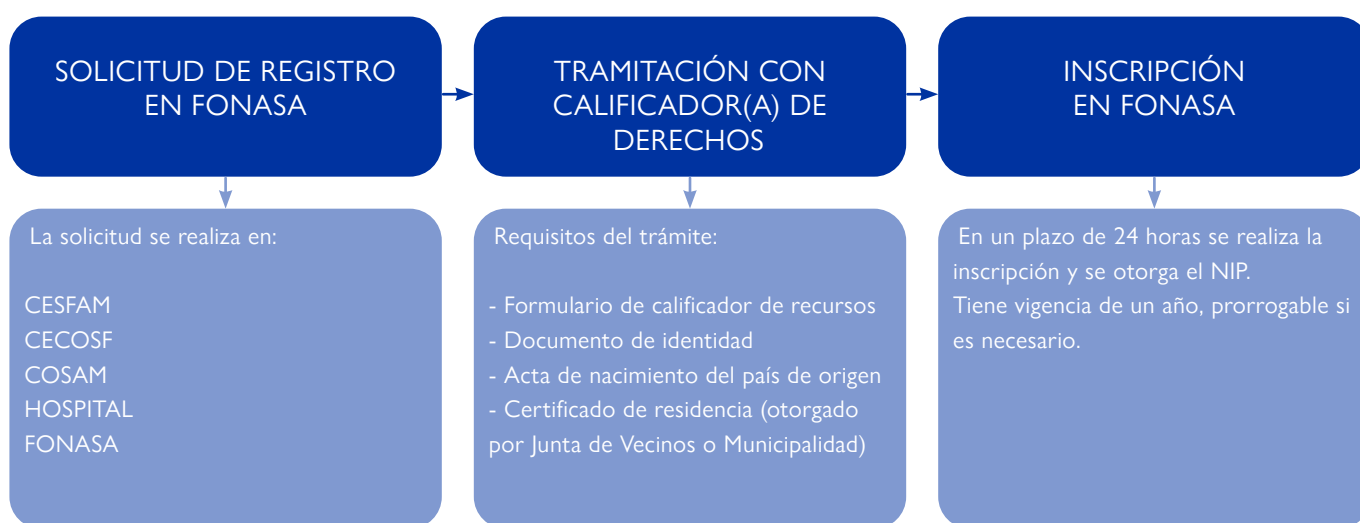 SOLICITUD DE REGISTRO
EN FONASA
La solicitud se realiza en:
CESFAM
CECOSF
COSAM
HOSPITAL
FONASA
TRAMITACIÓN CON
CALIFICADOR(A) DE
DERECHOS
Requisitos del trámite:
- Formulario de calificador de recursos
- Documento de identidad
- Acta de nacimiento del país de origen
- Certificado de residencia (otorgado
por Junta de Vecinos o Municipalidad)
INSCRIPCIÓN
EN FONASA
En un plazo de 24 horas se realiza la
inscripción y se otorga el NIP.
Tiene vigencia de un año, prorrogable si
es necesario.